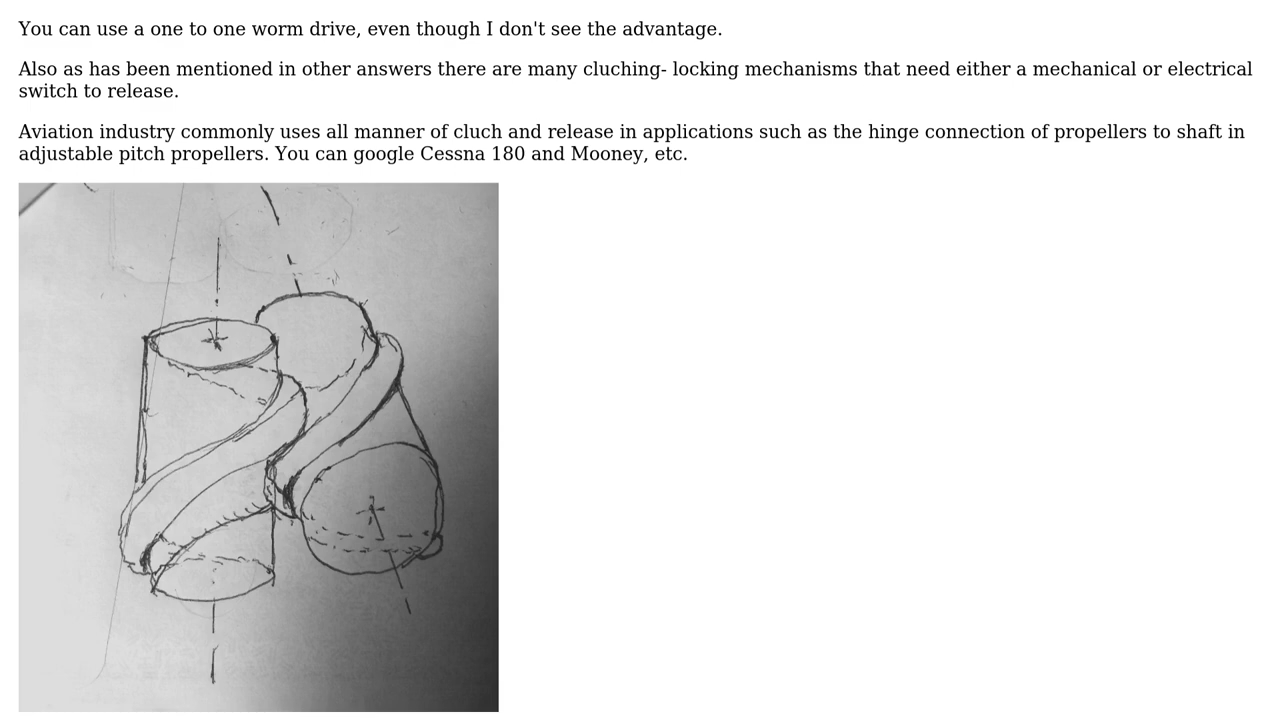 You can use a one to one worm drive, even though I don't see the advantage.
Also as has been mentioned in other answers there are many cluching- locking mechanisms that need either a mechanical or electrical
switch to release.
Aviation industry commonly uses all manner of cluch and release in applications such as the hinge connection of propellers to shaft in
adjustable pitch propellers. You can google Cessna 180 and Mooney, etc.